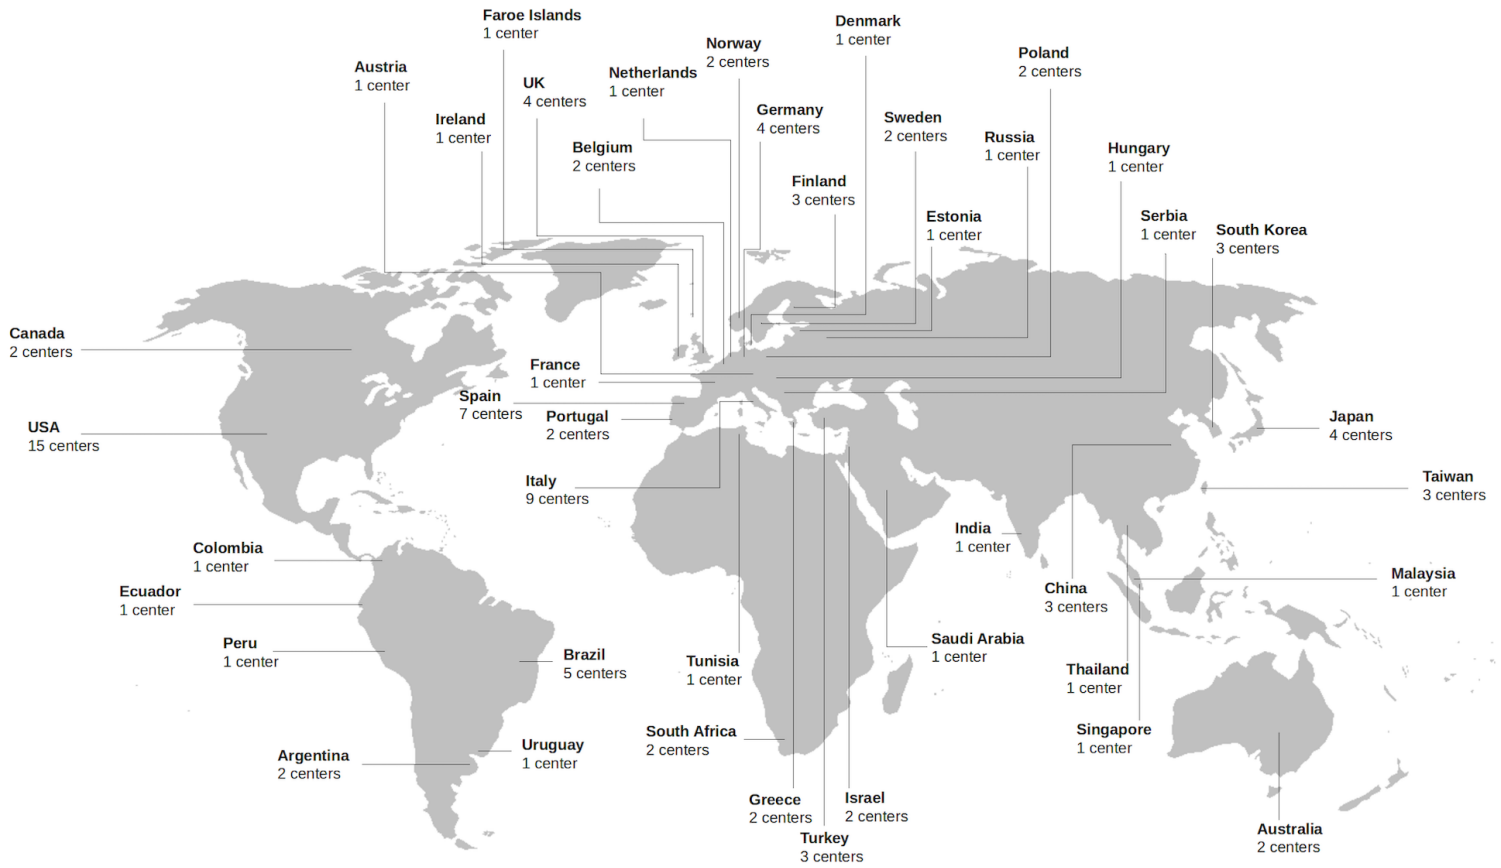 Faroe Islands
1 center
Denmark
1 center
Norway
2 centers
Poland
2 centers
Austria
1 center
Netherlands
1 center
UK
4 centers
Germany
4 centers
Ireland
1 center
Sweden
2 centers
Russia
1 center
Belgium
2 centers
Hungary
1 center
Finland
3 centers
Estonia
1 center
Serbia
1 center
South Korea
3 centers
Canada
2 centers
France
1 center
Spain
7 centers
Portugal
2 centers
USA
15 centers
Japan
4 centers
Italy
9 centers
Taiwan
3 centers
India
1 center
Colombia
1 center
Ecuador
1 center
China
3 centers
Malaysia
1 center
Peru
1 center
Brazil
5 centers
Tunisia
1 center
Saudi Arabia
1 center
Thailand
1 center
South Africa
2 centers
Singapore
1 center
Uruguay
1 center
Argentina
2 centers
Greece
2 centers
Israel
2 centers
Turkey
3 centers
Australia
2 centers